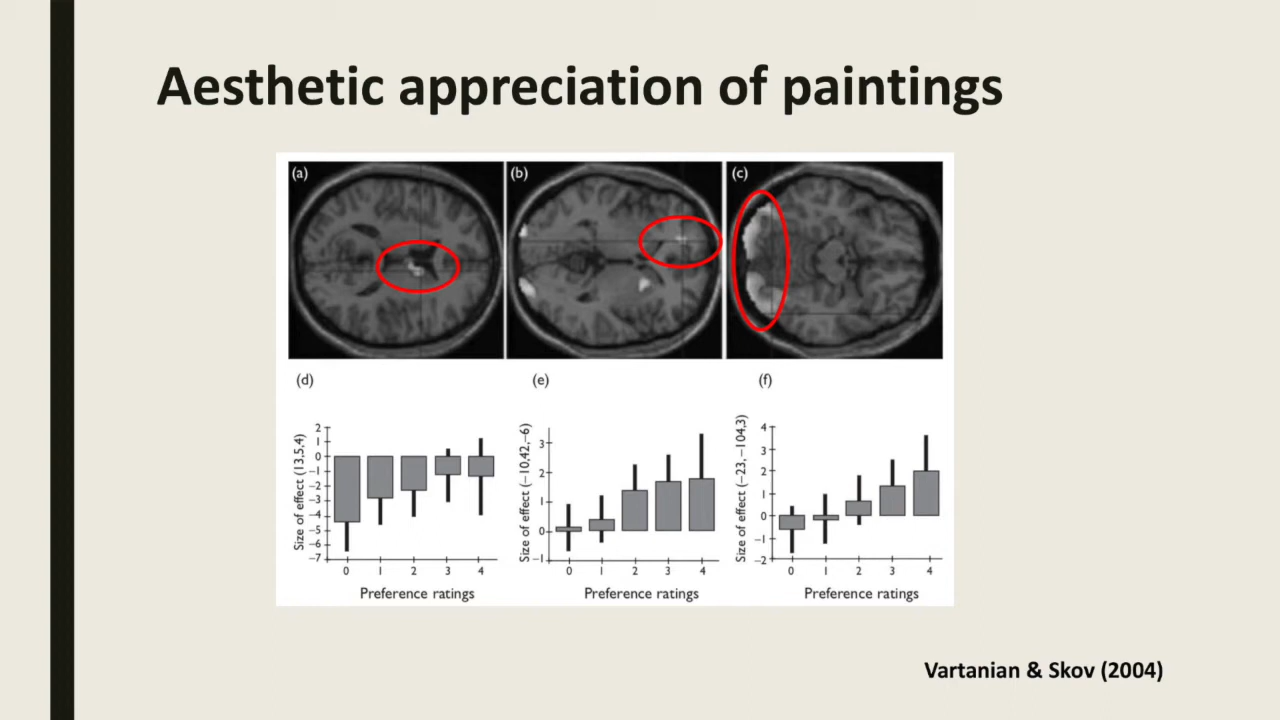 Aesthetic appreciation of paintings
(a)
(b)
(c)
(d)
(e)
(f)
Size of effect (13,5,4)
2
1
0
−1
−2
−3
−4
−5
−6
−7
0 1 2 3 4
Preference ratings
Size of effect (−10,42,−6)
3
2
1
0
−1
0 1 2 3 4
Preference ratings
Size of effect (−23,−104,3)
4
3
2
1
0
−1
−2
0 1 2 3 4
Preference ratings
Vartanian & Skov (2004)